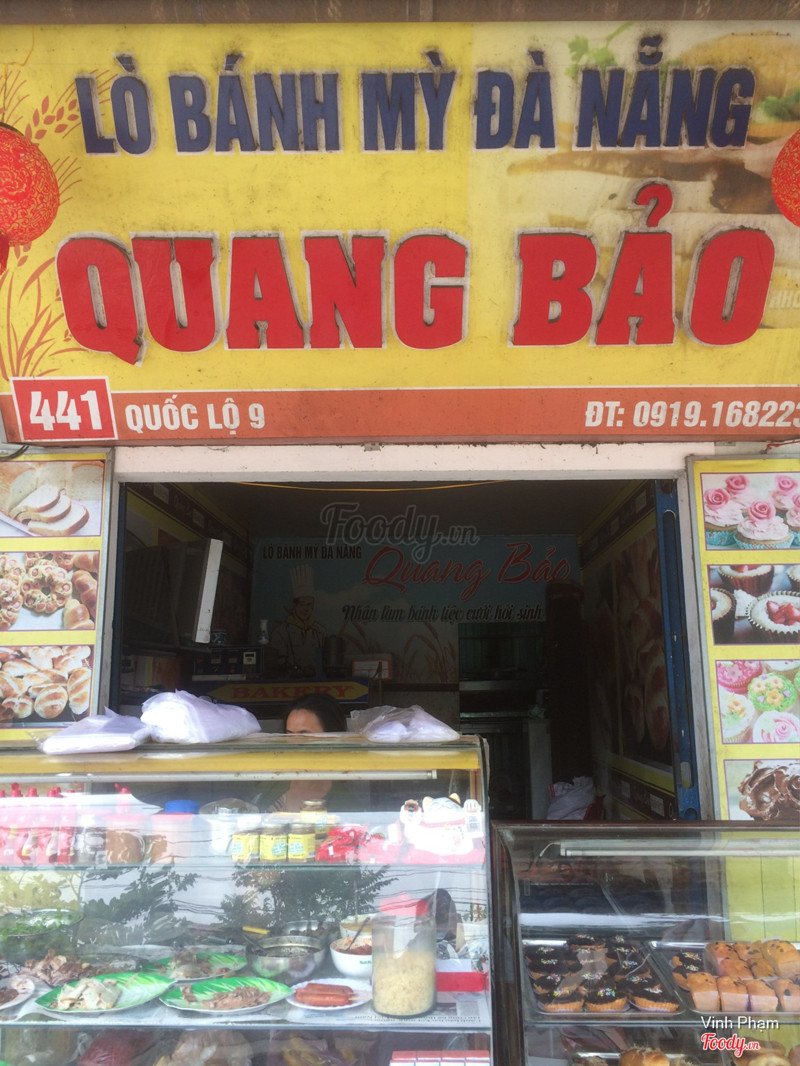 LÒ BÁNH MỲ ĐÀ NẴNG
QUANG BẢO
441 QUỐC LỘ 9
ĐT: 0919.168223
Foody.vn
LÒ BÁNH MỲ ĐÀ NẴNG
Quang Bảo
Nhận làm bánh tiệc cưới hỏi sinh
BAKERY
Vinh Phạm
Foody.vn